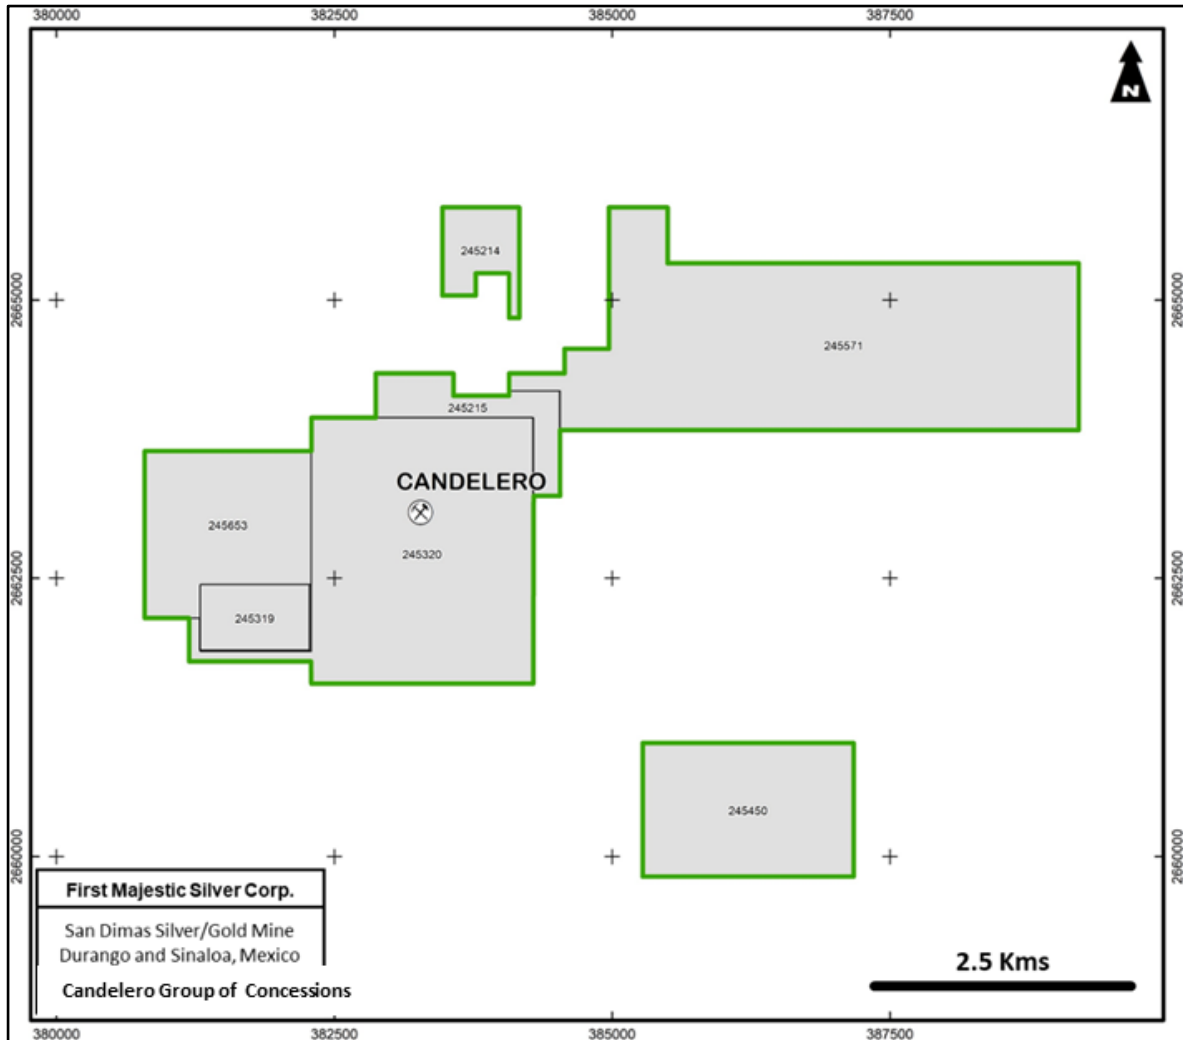 380000 382500 385000 387500
N
245214
2665000 2665000
245571
245215
CANDELERO
245653
245320
2662500 2662500
245319
245450
2660000 2660000
First Majestic Silver Corp.
San Dimas Silver/Gold Mine
Durango and Sinaloa, Mexico
Candelero Group of Concessions
2.5 Kms
380000 382500 385000 387500